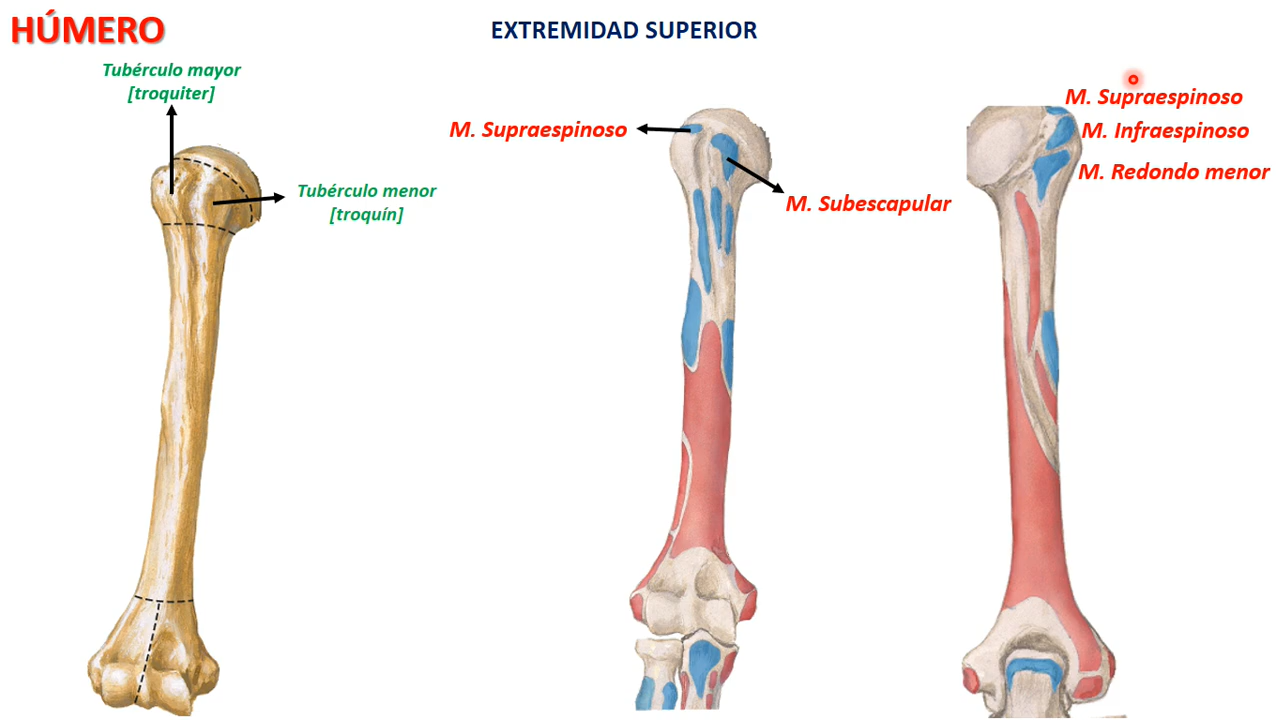 HÚMERO
EXTREMIDAD SUPERIOR
Tubérculo mayor
[troquiter]
Tubérculo menor
[troquín]
M. Supraespinoso
M. Subescapular
M. Supraespinoso
M. Infraespinoso
M. Redondo menor